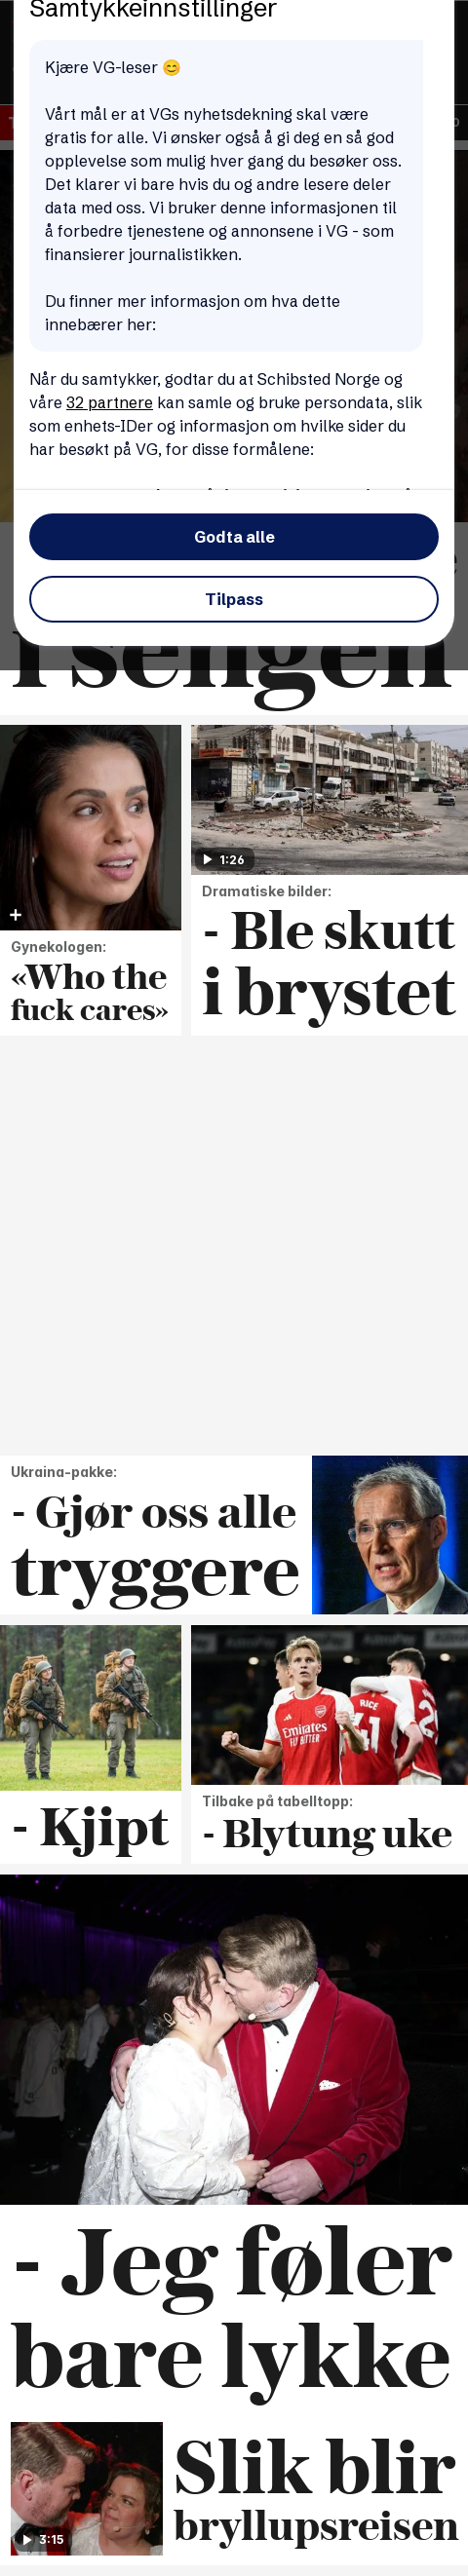 Samtykkeinnstillinger
Kjære VG-leser 😊
Vårt mål er at VGs nyhetsdekning skal være
gratis for alle. Vi ønsker også å gi deg en så god
opplevelse som mulig hver gang du besøker oss.
Det klarer vi bare hvis du og andre lesere deler
data med oss. Vi bruker denne informasjonen til
å forbedre tjenestene og annonsene i VG - som
finansierer journalistikken.
Du finner mer informasjon om hva dette
innebærer her:
Når du samtykker, godtar du at Schibsted Norge og
våre 32 partnere kan samle og bruke persondata, slik
som enhets-IDer og informasjon om hvilke sider du
har besøkt på VG, for disse formålene:
Godta alle
Tilpass
i sengen
1:26
Gynekologen:
«Who the
fuck cares»
Dramatiske bilder:
- Ble skutt
i brystet
Ukraina-pakke:
- Gjør oss alle
tryggere
- Kjipt
Emirates
FLY BETTER
RICE
41
Tilbake på tabelltopp:
- Blytung uke
- Jeg føler
bare lykke
3:15
Slik blir
bryllupsreisen